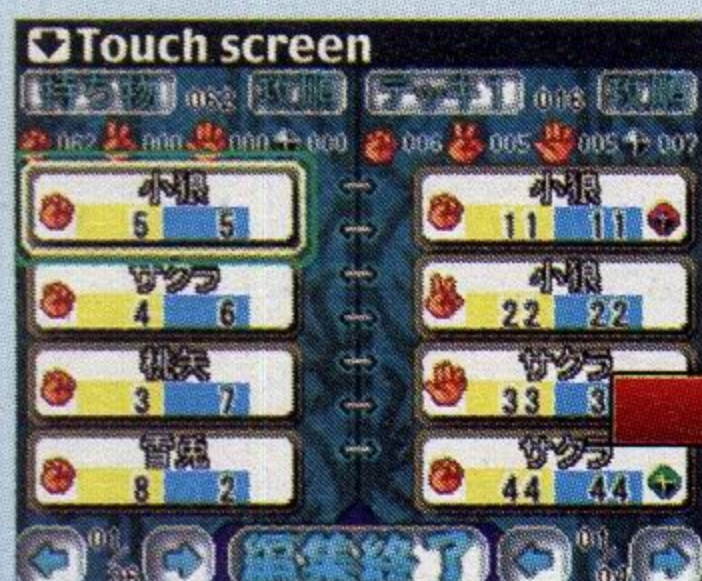 Touch screen
持ち物 062 デッキ1 018
062 000 000 000 006 005 005 007
小狼 小狼
5 5 11 11
サクラ 小狼
4 6 22 22
桃矢 サクラ
3 7 33 3
雪兎 サクラ
8 2 44 44
01 編集終了 01